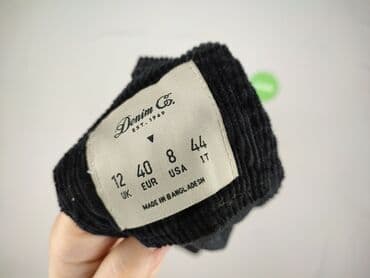 Denim Co.
EST. 1969
12 40 8 44
UK EUR USA IT
MADE IN BANGLADESH